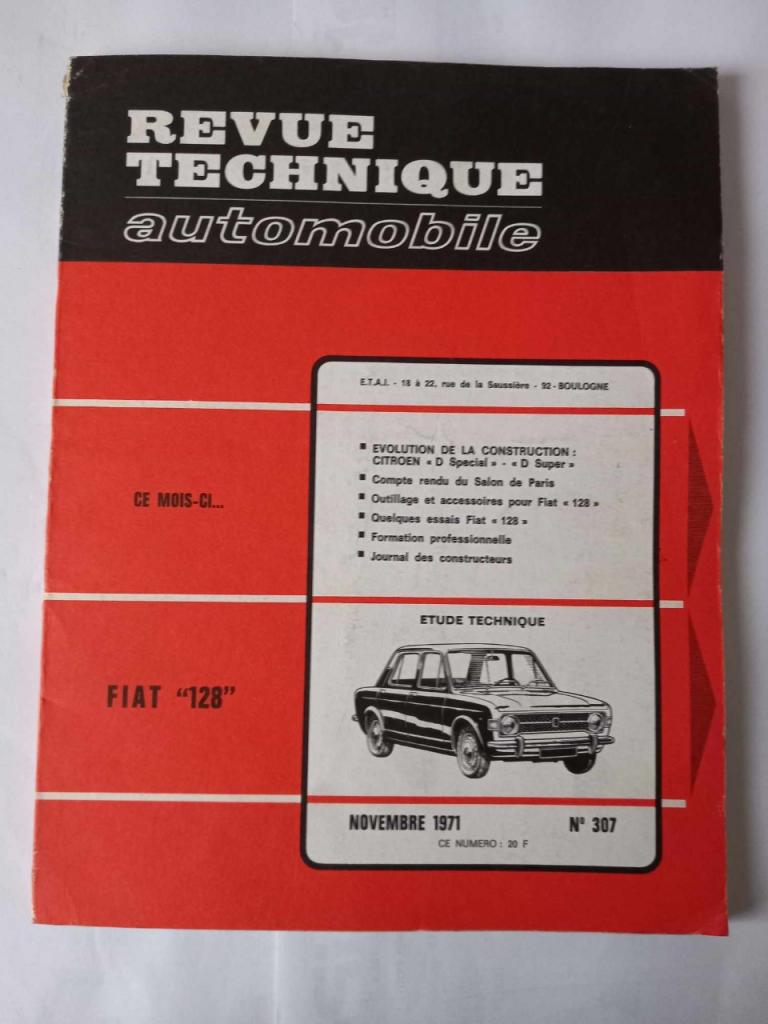 REVUE
TECHNIQUE
automobile
E.T.A.I. - 18 à 22, rue de la Saussière - 92 - BOULOGNE
CE MOIS-CI...
■ EVOLUTION DE LA CONSTRUCTION :
CITROEN « D Special » - « D Super »
■ Compte rendu du Salon de Paris
■ Outillage et accessoires pour Fiat « 128 »
■ Quelques essais Fiat « 128 »
■ Formation professionnelle
■ Journal des constructeurs
ETUDE TECHNIQUE
FIAT "128"
NOVEMBRE 1971 N° 307
CE NUMERO : 20 F